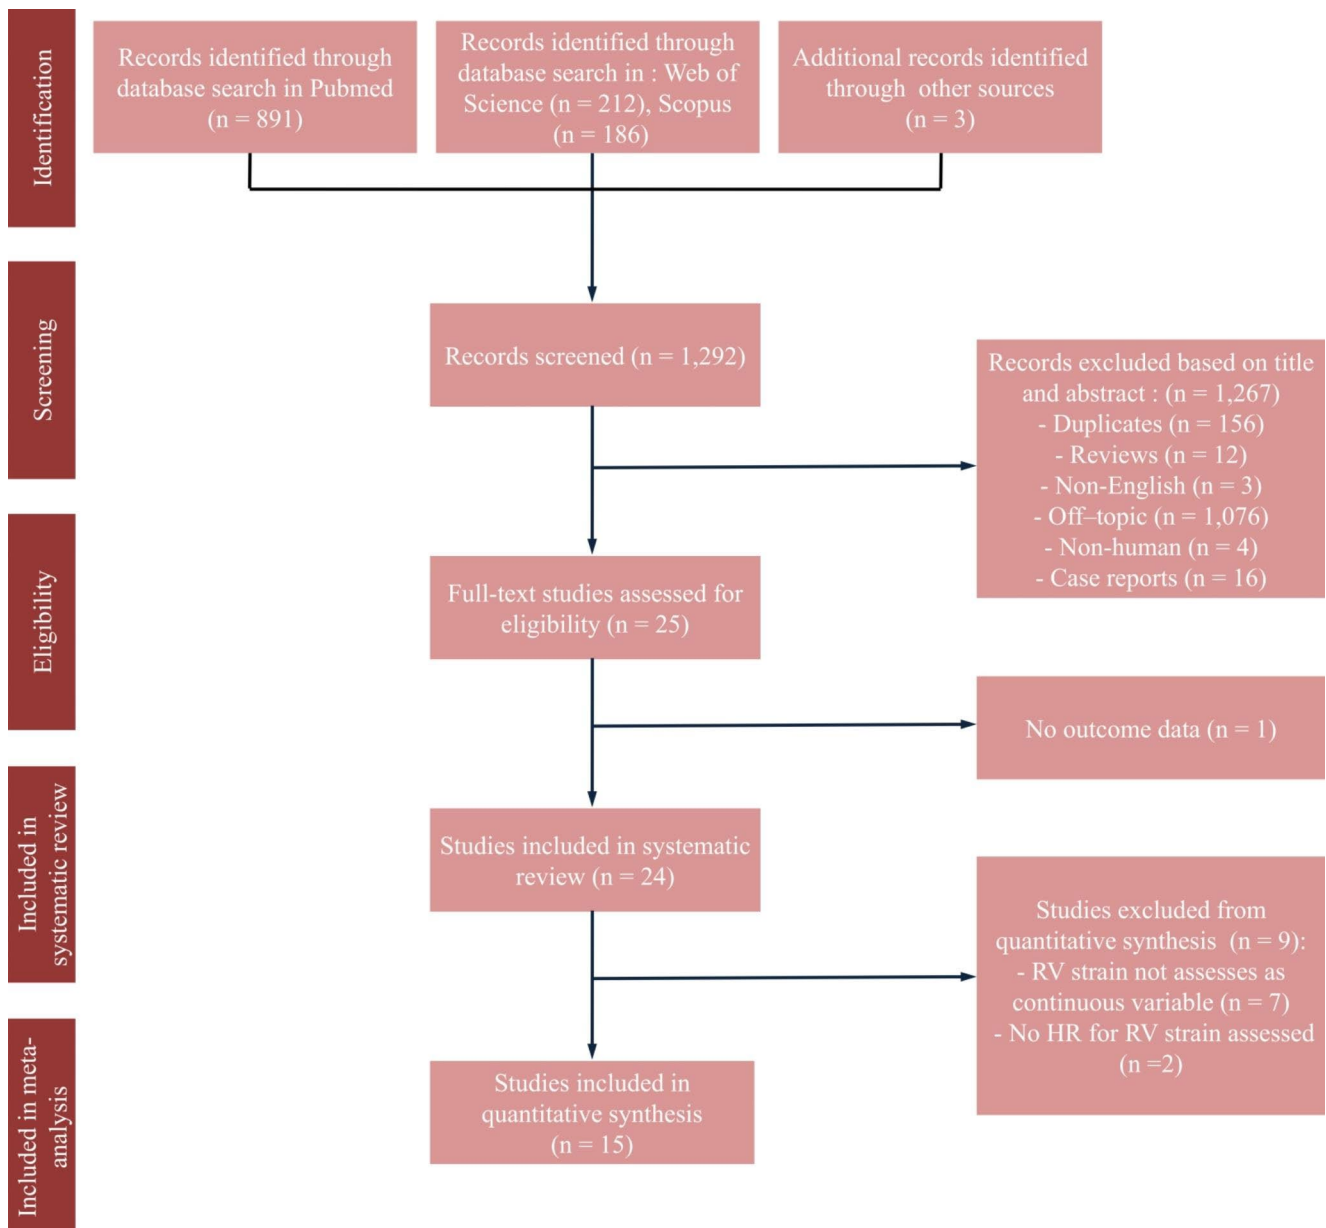 Identification
Records identified through
database search in Pubmed
(n = 891)
Records identified through
database search in : Web of
Science (n = 212), Scopus
(n = 186)
Additional records identified
through other sources
(n = 3)
Screening
Records screened (n = 1,292)
Records excluded based on title
and abstract : (n = 1,267)
- Duplicates (n = 156)
- Reviews (n = 12)
- Non-English (n = 3)
- Off–topic (n = 1,076)
- Non-human (n = 4)
- Case reports (n = 16)
Eligibility
Full-text studies assessed for
eligibility (n = 25)
No outcome data (n = 1)
Included in
systematic review
Studies included in systematic
review (n = 24)
Studies excluded from
quantitative synthesis (n = 9):
- RV strain not assesses as
continuous variable (n = 7)
- No HR for RV strain assessed
(n =2)
Included in meta-
analysis
Studies included in
quantitative synthesis
(n = 15)